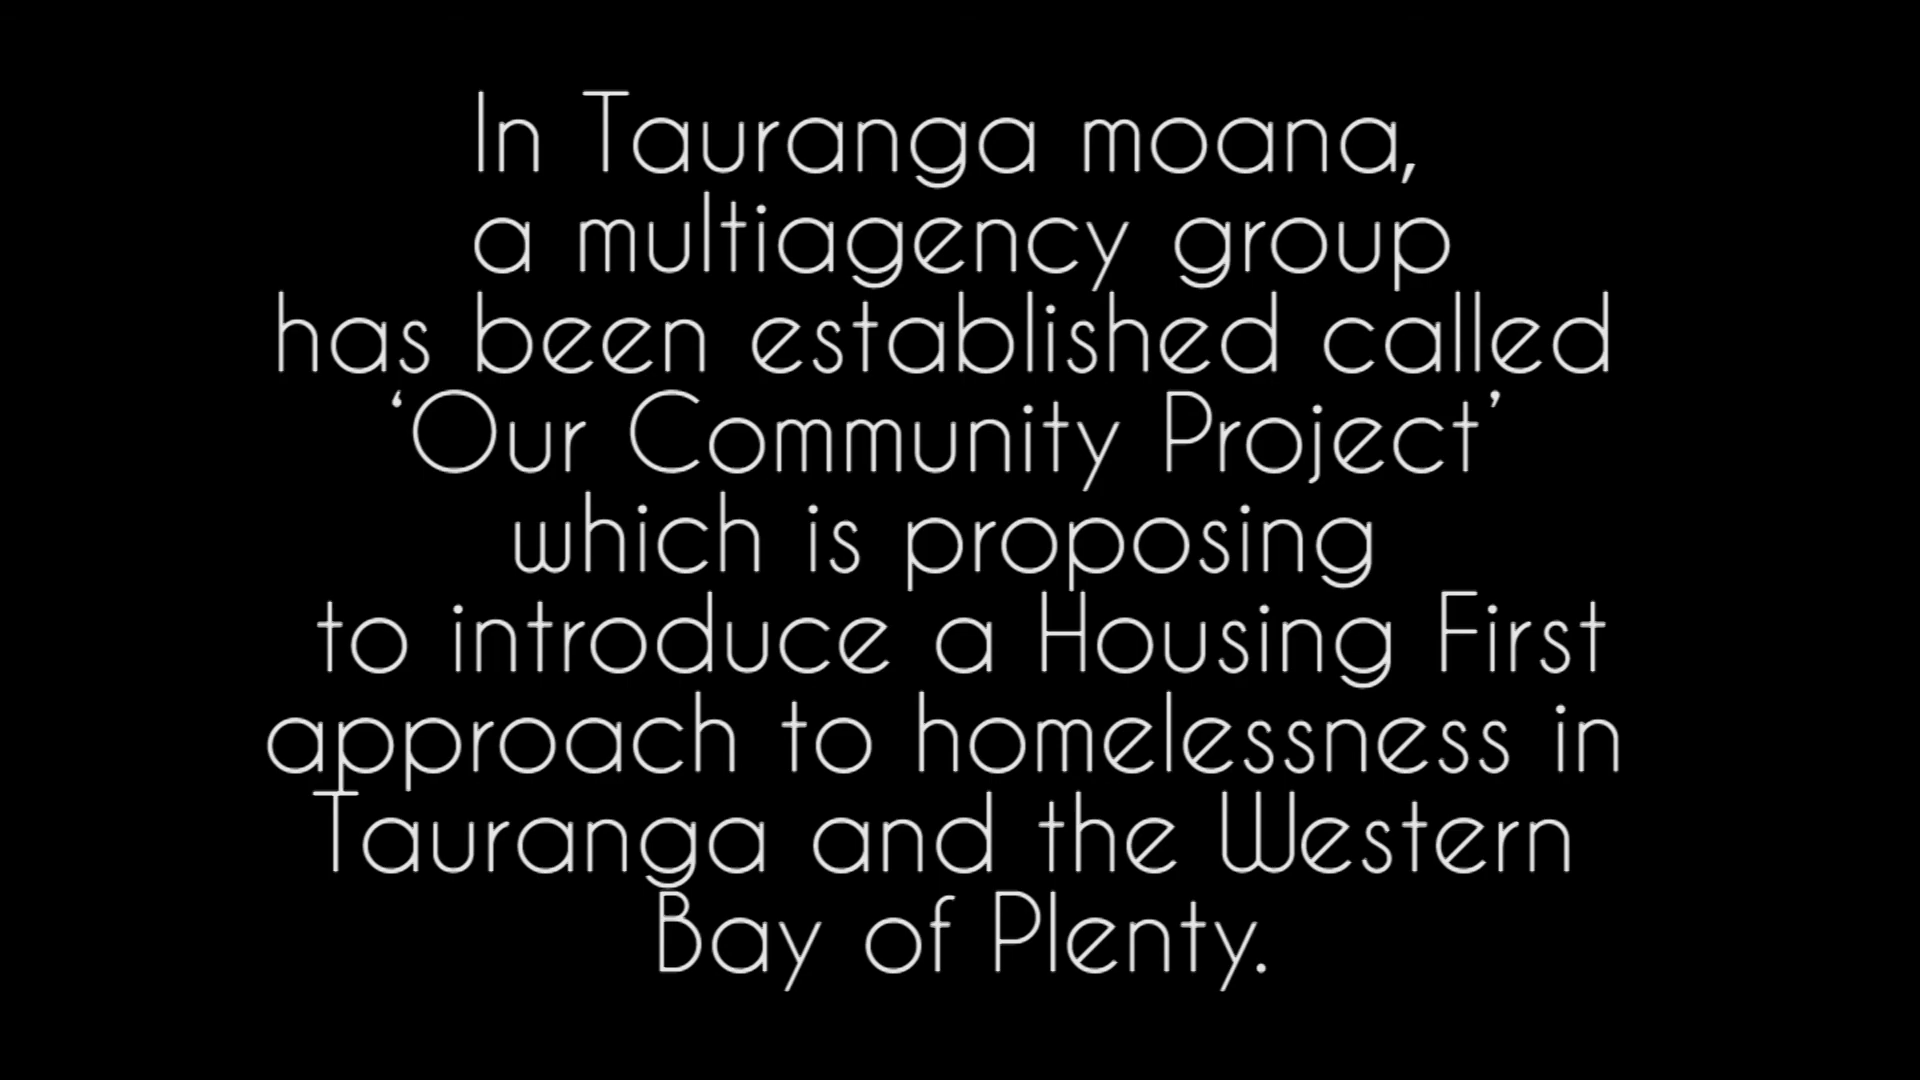 In Tauranga moana,
a multiagency group
has been established called
‘Our Community Project’
which is proposing
to introduce a Housing First
approach to homelessness in
Tauranga and the Western
Bay of Plenty.